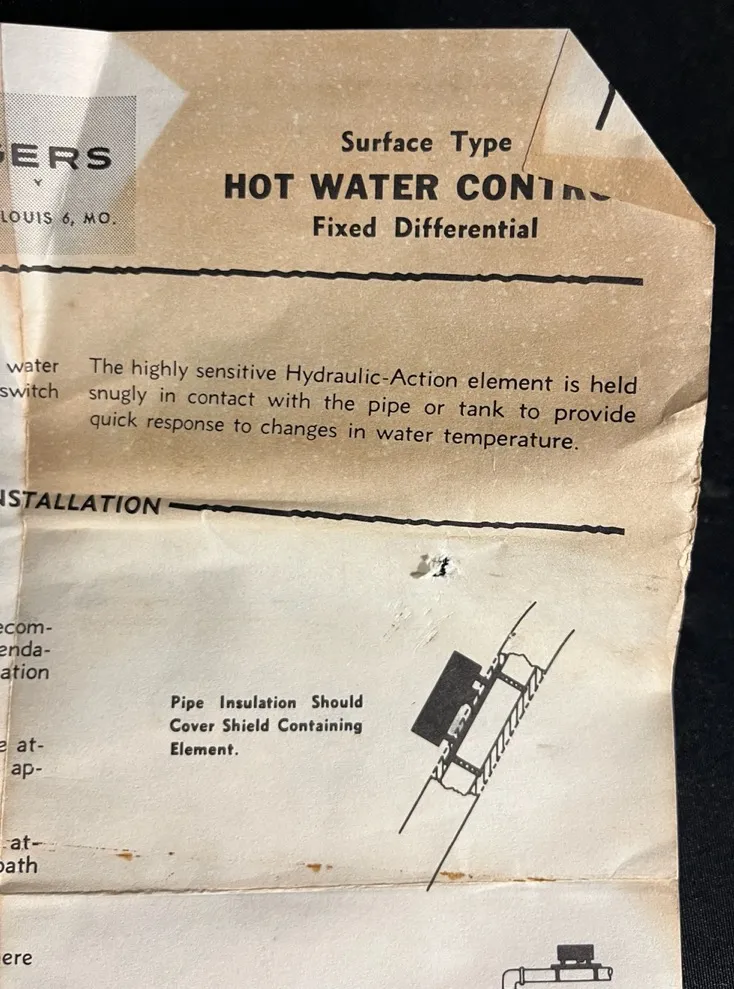 GERS
LOUIS 6, MO.
Surface Type
HOT WATER CONTRO
Fixed Differential
water
switch
The highly sensitive Hydraulic-Action element is held
snugly in contact with the pipe or tank to provide
quick response to changes in water temperature.
NSTALLATION
ecom-
enda-
ation
e at-
ap-
at-
path
ere
Pipe Insulation Should
Cover Shield Containing
Element.